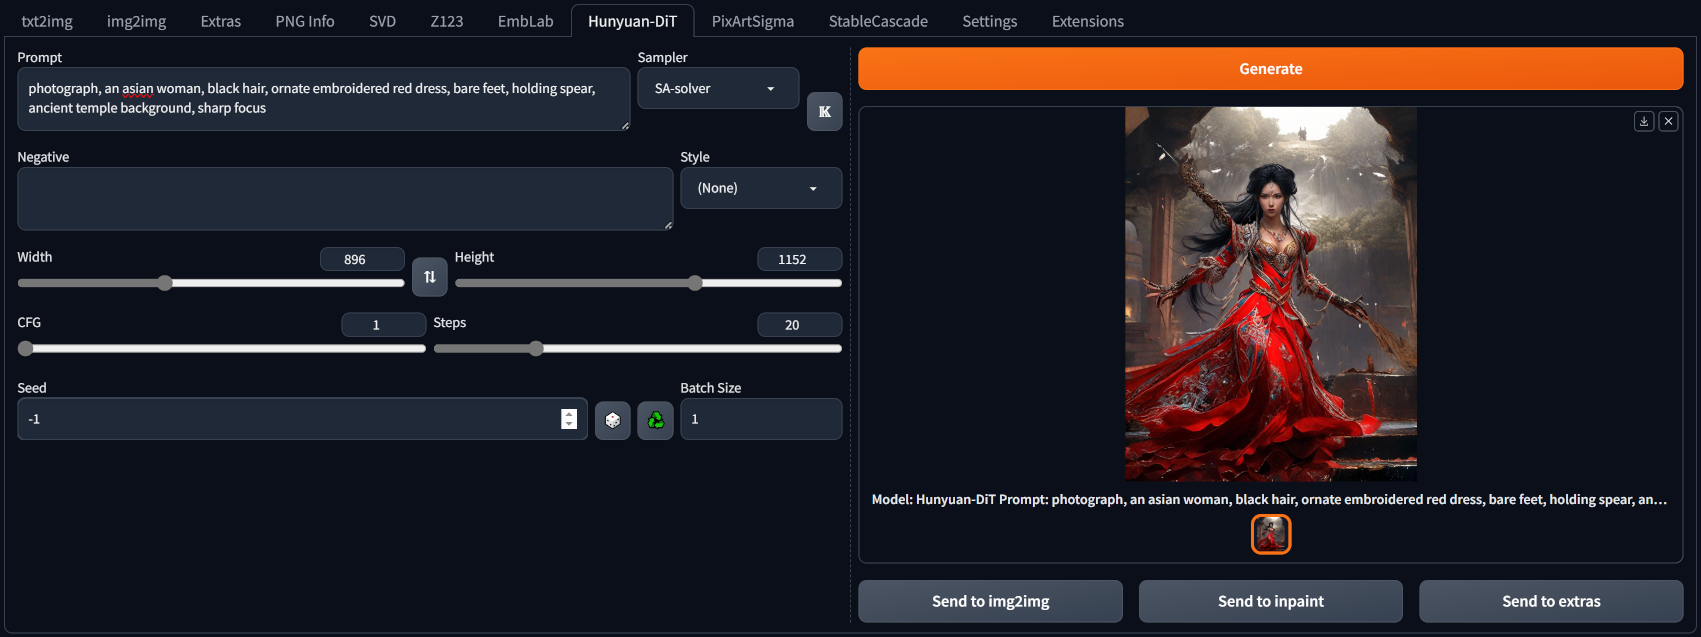 txt2img img2img Extras PNG Info SVD Z123 EmbLab Hunyuan-DiT PixArtSigma StableCascade Settings Extensions
Prompt
photograph, an asian woman, black hair, ornate embroidered red dress, bare feet, holding spear,
ancient temple background, sharp focus
Sampler
SA-solver
K
Negative
Style
(None)
Width
896
Height
1152
CFG
1
Steps
20
Seed
-1
Batch Size
1
Generate
Model: Hunyuan-DiT Prompt: photograph, an asian woman, black hair, ornate embroidered red dress, bare feet, holding spear, an...
Send to img2img
Send to inpaint
Send to extras